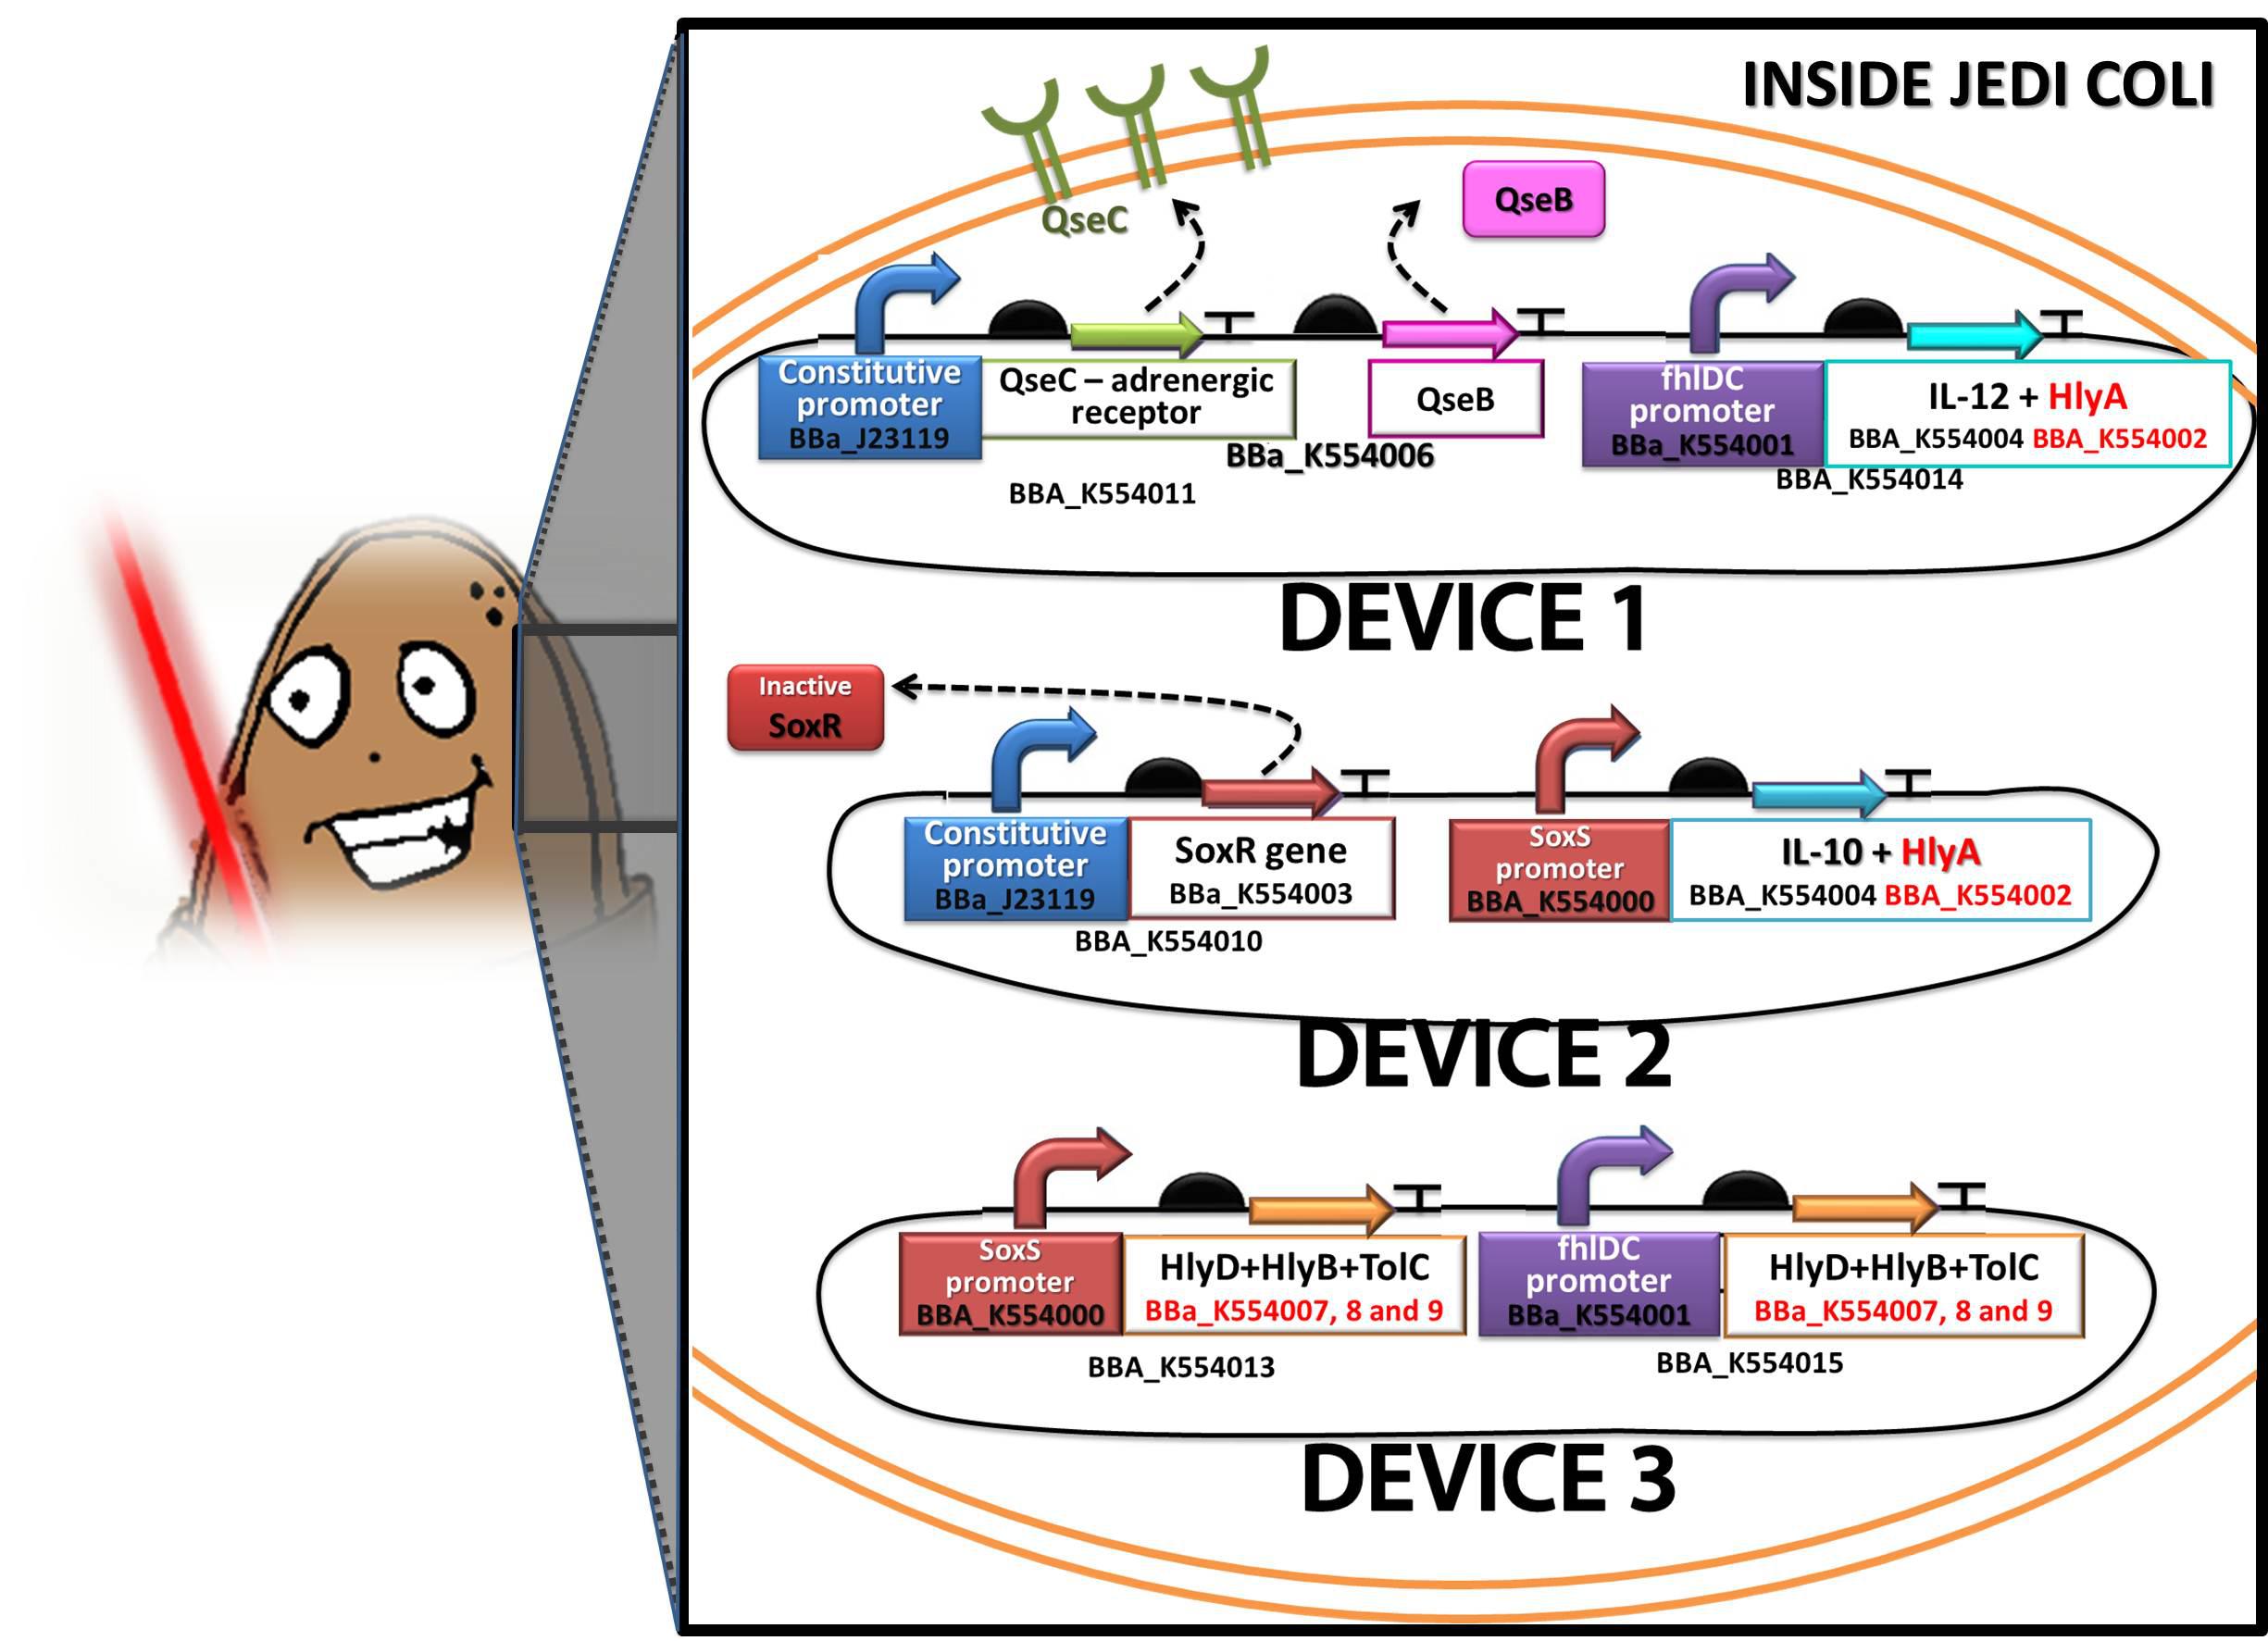 INSIDE JEDI COLI
QseC
QseB
Constitutive
promoter
BBa_J23119
QseC – adrenergic
receptor
QseB
BBa_K554006
BBA_K554011
fhlDC
promoter
BBa_K554001
IL-12 + HlyA
BBA_K554004 BBA_K554002
BBA_K554014
DEVICE 1
Inactive
SoxR
Constitutive
promoter
BBa_J23119
SoxR gene
BBa_K554003
BBA_K554010
SoxS
promoter
BBA_K554000
IL-10 + HlyA
BBA_K554004 BBA_K554002
DEVICE 2
SoxS
promoter
BBA_K554000
HlyD+HlyB+TolC
BBa_K554007, 8 and 9
BBA_K554013
fhlDC
promoter
BBa_K554001
HlyD+HlyB+TolC
BBa_K554007, 8 and 9
BBA_K554015
DEVICE 3